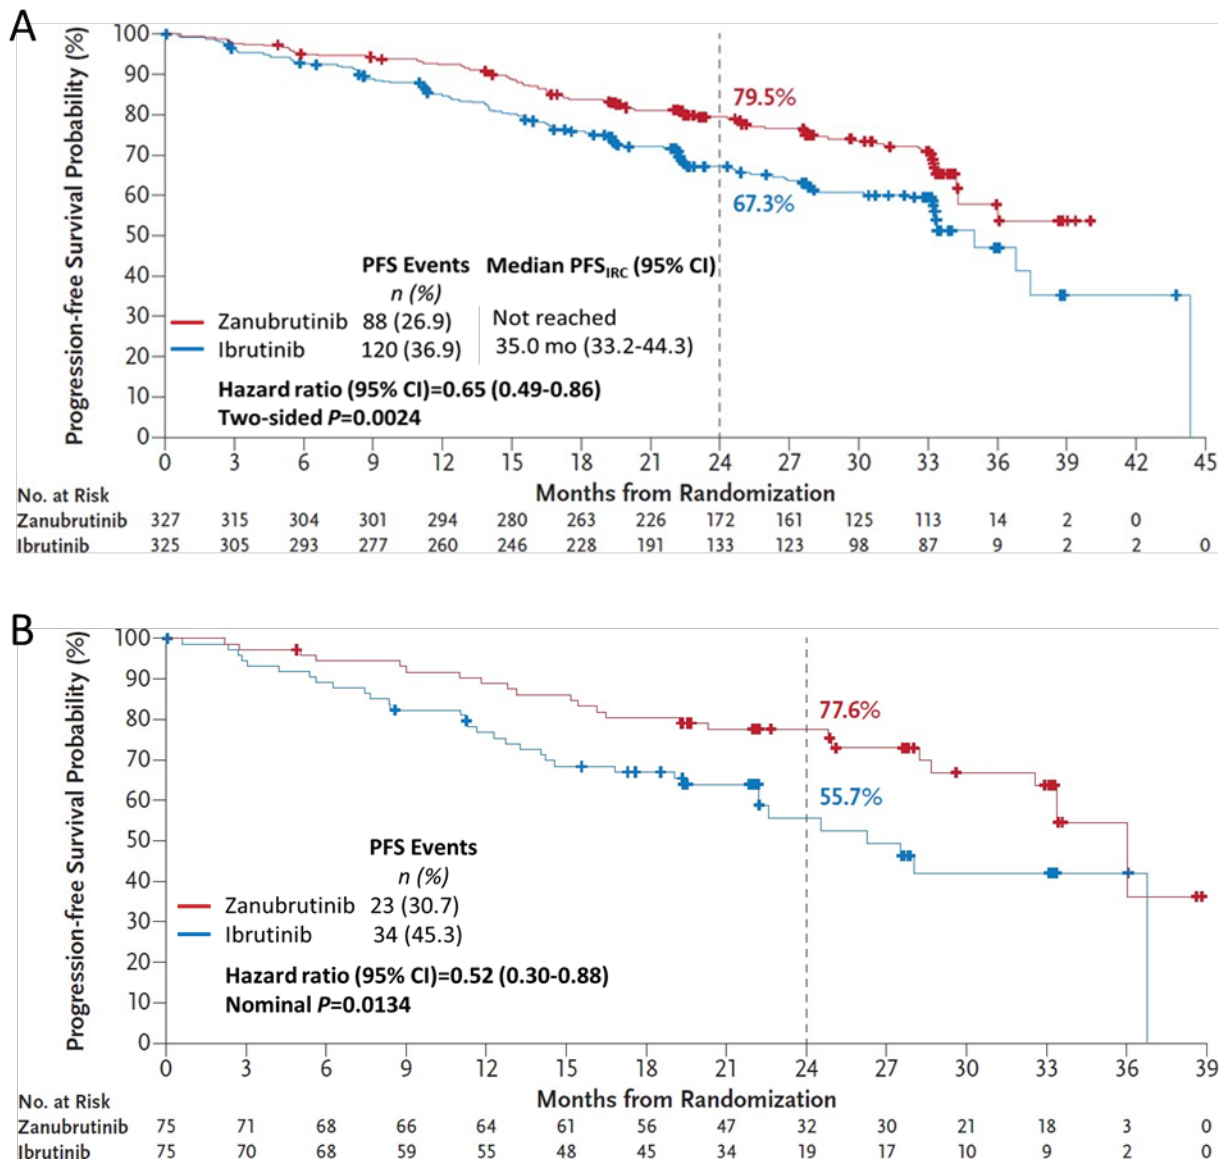 A
Progression-free Survival Probability (%)
100
90
80
70
60
50
40
30
20
10
0
79.5%
67.3%
PFS Events Median PFS_IRC (95% CI)
n (%)
Zanubrutinib 88 (26.9) Not reached
Ibrutinib 120 (36.9) 35.0 mo (33.2-44.3)
Hazard ratio (95% CI)=0.65 (0.49-0.86)
Two-sided P=0.0024
0 3 6 9 12 15 18 21 24 27 30 33 36 39 42 45
Months from Randomization
No. at Risk
Zanubrutinib 327 315 304 301 294 280 263 226 172 161 125 113 14 2 0
Ibrutinib 325 305 293 277 260 246 228 191 133 123 98 87 9 2 2 0
B
Progression-free Survival Probability (%)
100
90
80
70
60
50
40
30
20
10
0
77.6%
55.7%
PFS Events
n (%)
Zanubrutinib 23 (30.7)
Ibrutinib 34 (45.3)
Hazard ratio (95% CI)=0.52 (0.30-0.88)
Nominal P=0.0134
0 3 6 9 12 15 18 21 24 27 30 33 36 39
Months from Randomization
No. at Risk
Zanubrutinib 75 71 68 66 64 61 56 47 32 30 21 18 3 0
Ibrutinib 75 70 68 59 55 48 45 34 19 17 10 9 2 0